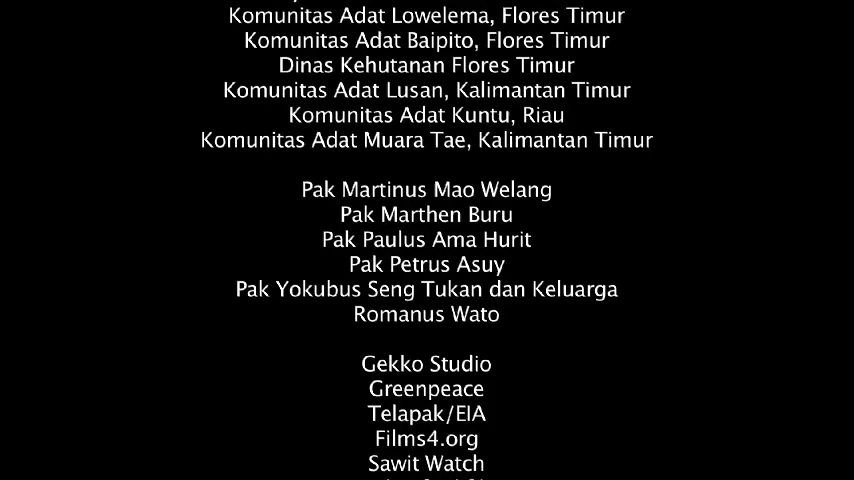 Komunitas Adat Lowelema, Flores Timur
Komunitas Adat Baipito, Flores Timur
Dinas Kehutanan Flores Timur
Komunitas Adat Lusan, Kalimantan Timur
Komunitas Adat Kuntu, Riau
Komunitas Adat Muara Tae, Kalimantan Timur
Pak Martinus Mao Welang
Pak Marthen Buru
Pak Paulus Ama Hurit
Pak Petrus Asuy
Pak Yokubus Seng Tukan dan Keluarga
Romanus Wato
Gekko Studio
Greenpeace
Telapak/EIA
Films4.org
Sawit Watch